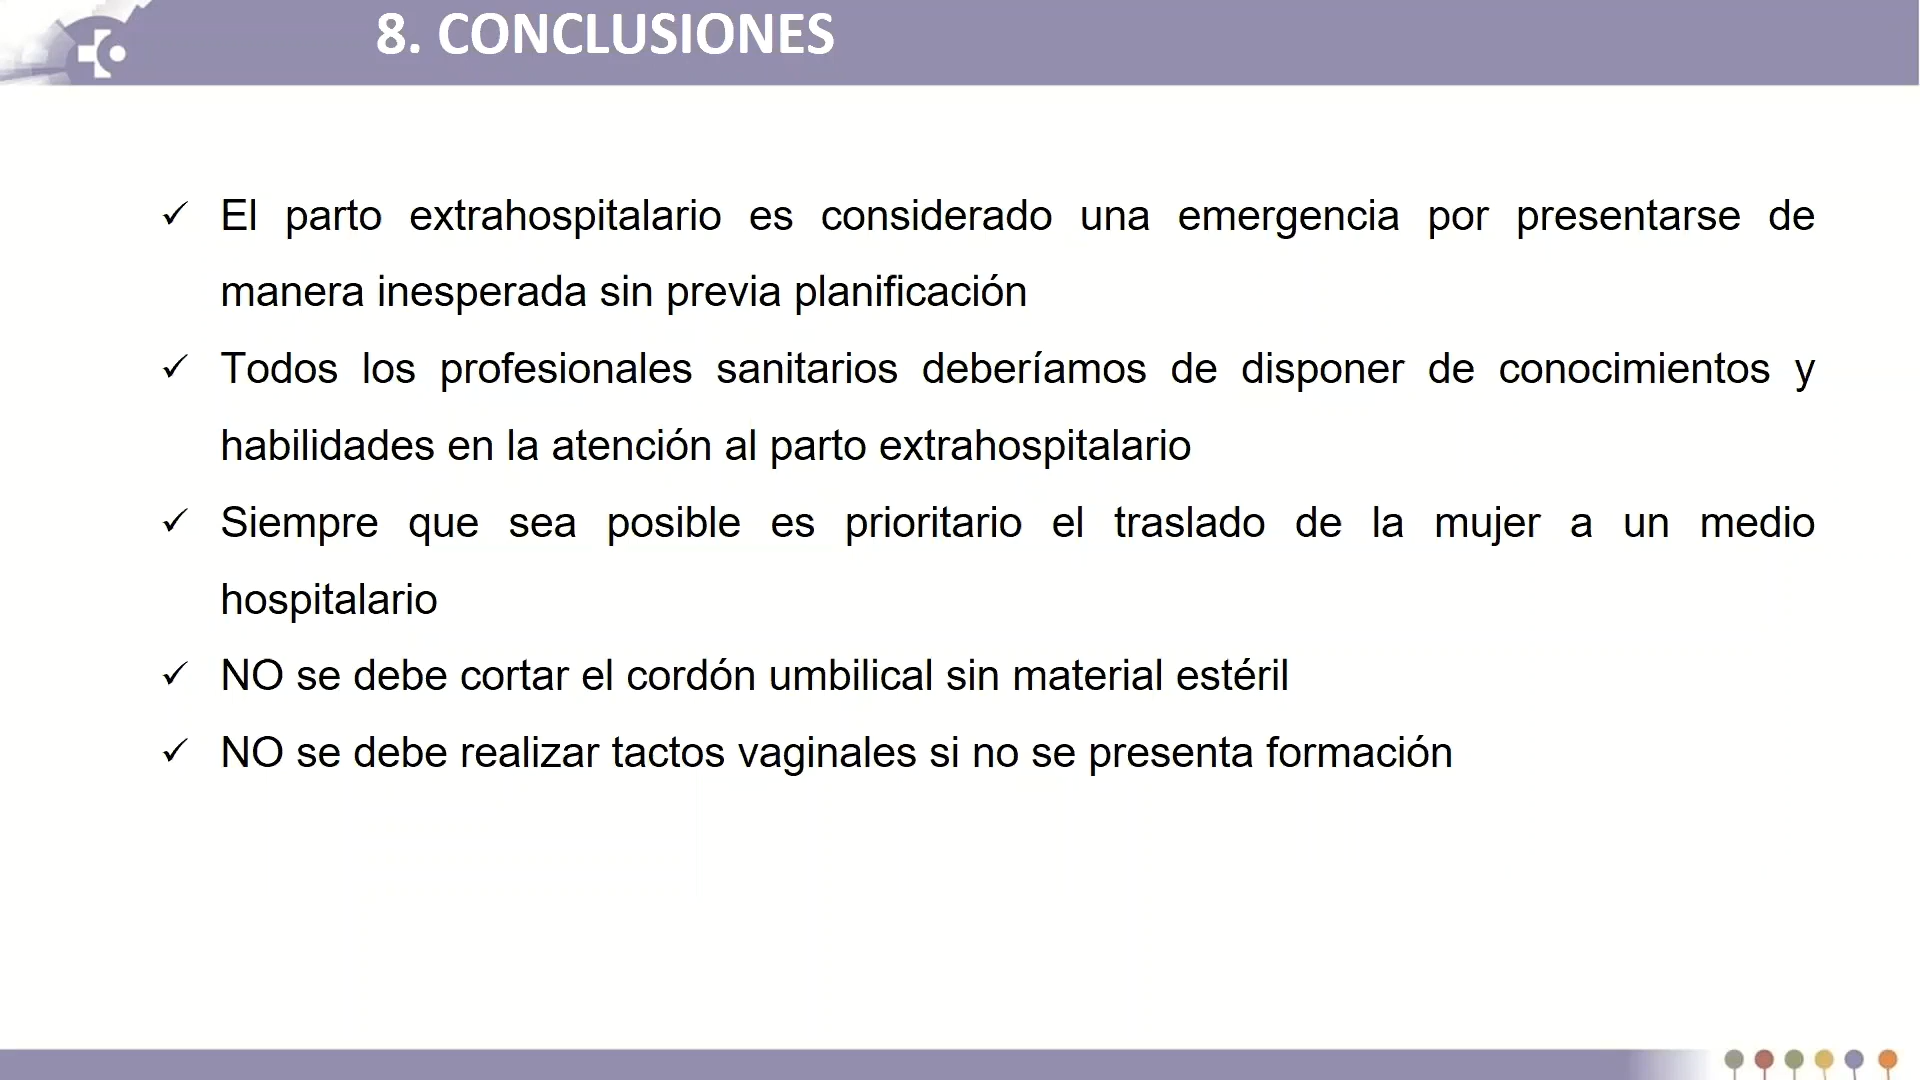 8. CONCLUSIONES
✓ El parto extrahospitalario es considerado una emergencia por presentarse de
manera inesperada sin previa planificación
✓ Todos los profesionales sanitarios deberíamos de disponer de conocimientos y
habilidades en la atención al parto extrahospitalario
✓ Siempre que sea posible es prioritario el traslado de la mujer a un medio
hospitalario
✓ NO se debe cortar el cordón umbilical sin material estéril
✓ NO se debe realizar tactos vaginales si no se presenta formación